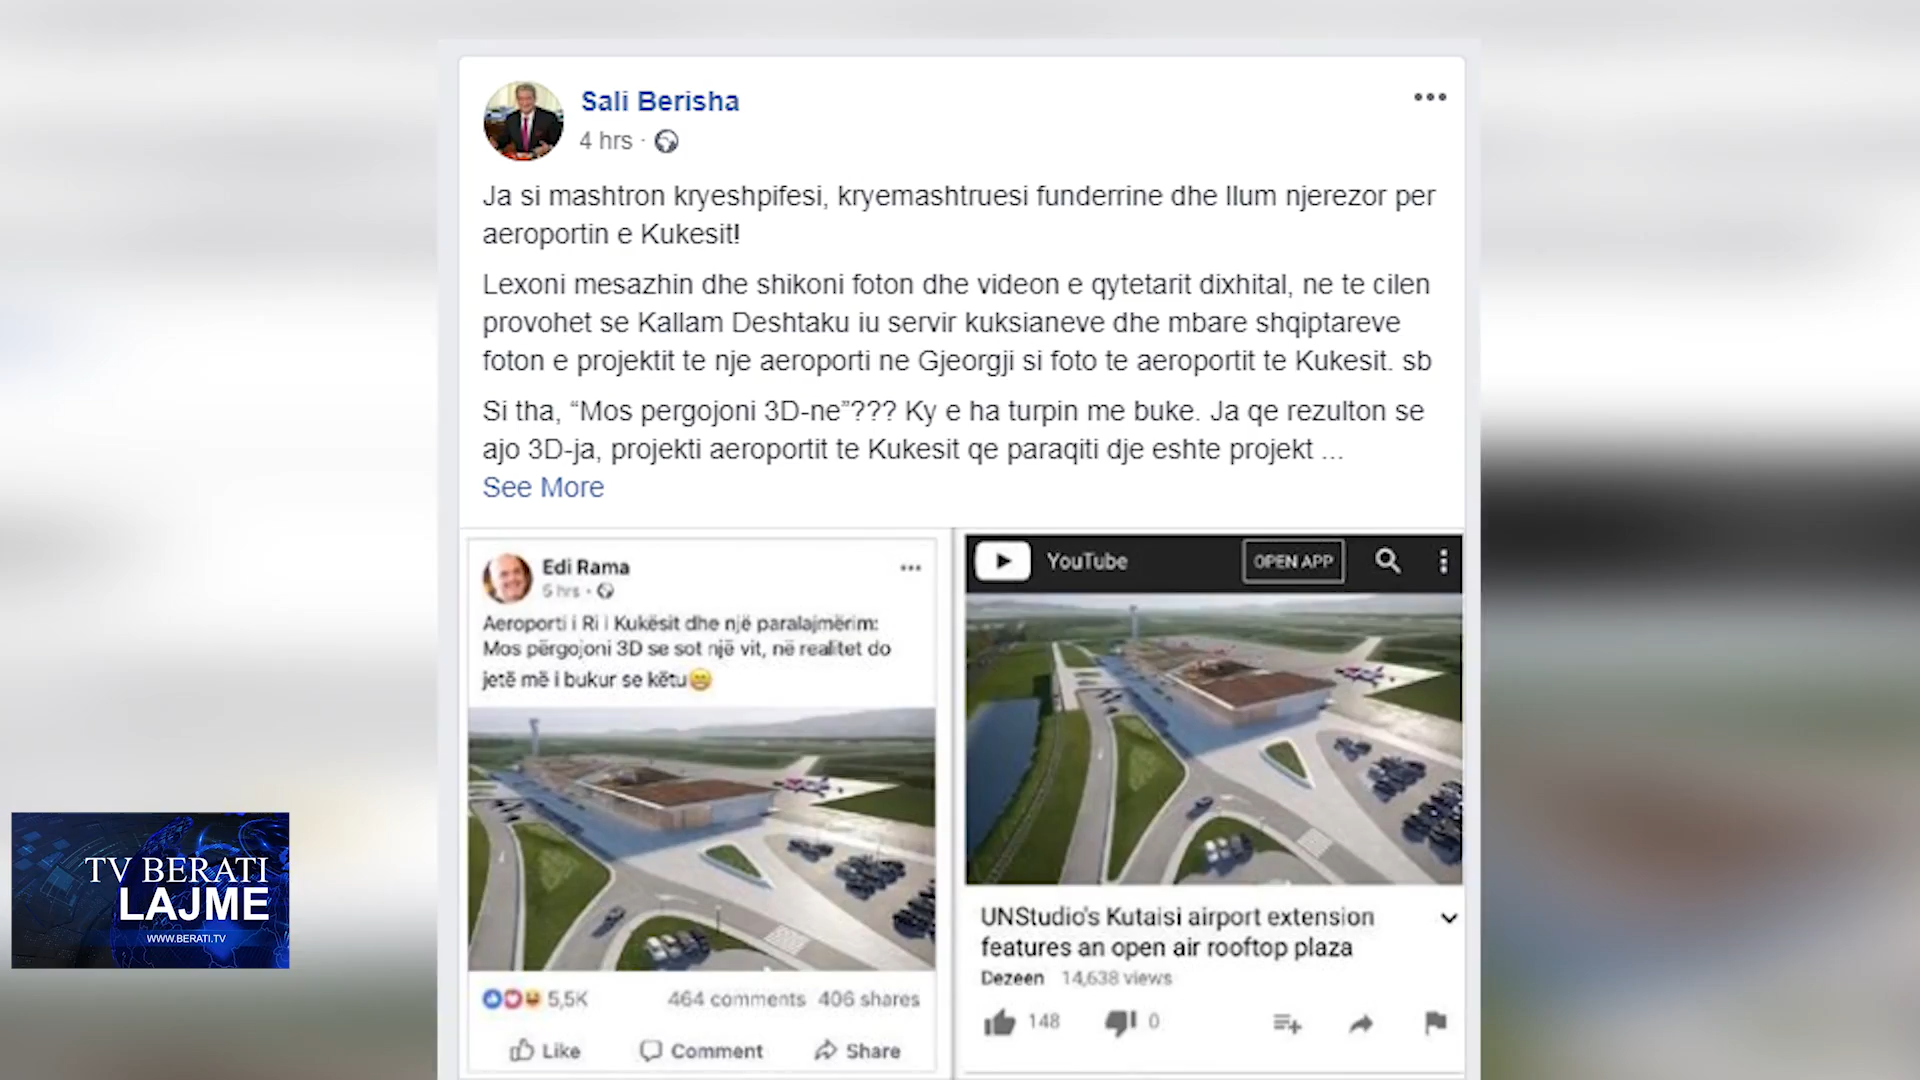 Sali Berisha
4 hrs ·
Ja si mashtron kryeshpifesi, kryemashtruesi funderrine dhe llum njerezor per
aeroportin e Kukesit!
Lexoni mesazhin dhe shikoni foton dhe videon e qytetarit dixhital, ne te cilen
provohet se Kallam Deshtaku iu servir kuksianeve dhe mbare shqiptareve
foton e projektit te nje aeroporti ne Gjeorgji si foto te aeroportit te Kukesit. sb
Si tha, “Mos pergojoni 3D-ne”??? Ky e ha turpin me buke. Ja qe rezulton se
ajo 3D-ja, projekti aeroportit te Kukesit qe paraqiti dje eshte projekt ...
See More
Edi Rama
5 hrs ·
Aeroporti i Ri i Kukësit dhe një paralajmërim:
Mos përgojoni 3D se sot një vit, në realitet do
jetë më i bukur se këtu😁
5,5K 464 comments 406 shares
Like Comment Share
YouTube OPEN APP
UNStudio's Kutaisi airport extension
features an open air rooftop plaza
Dezeen 14,638 views
148 0
TV BERATI
LAJME
WWW.BERATI.TV